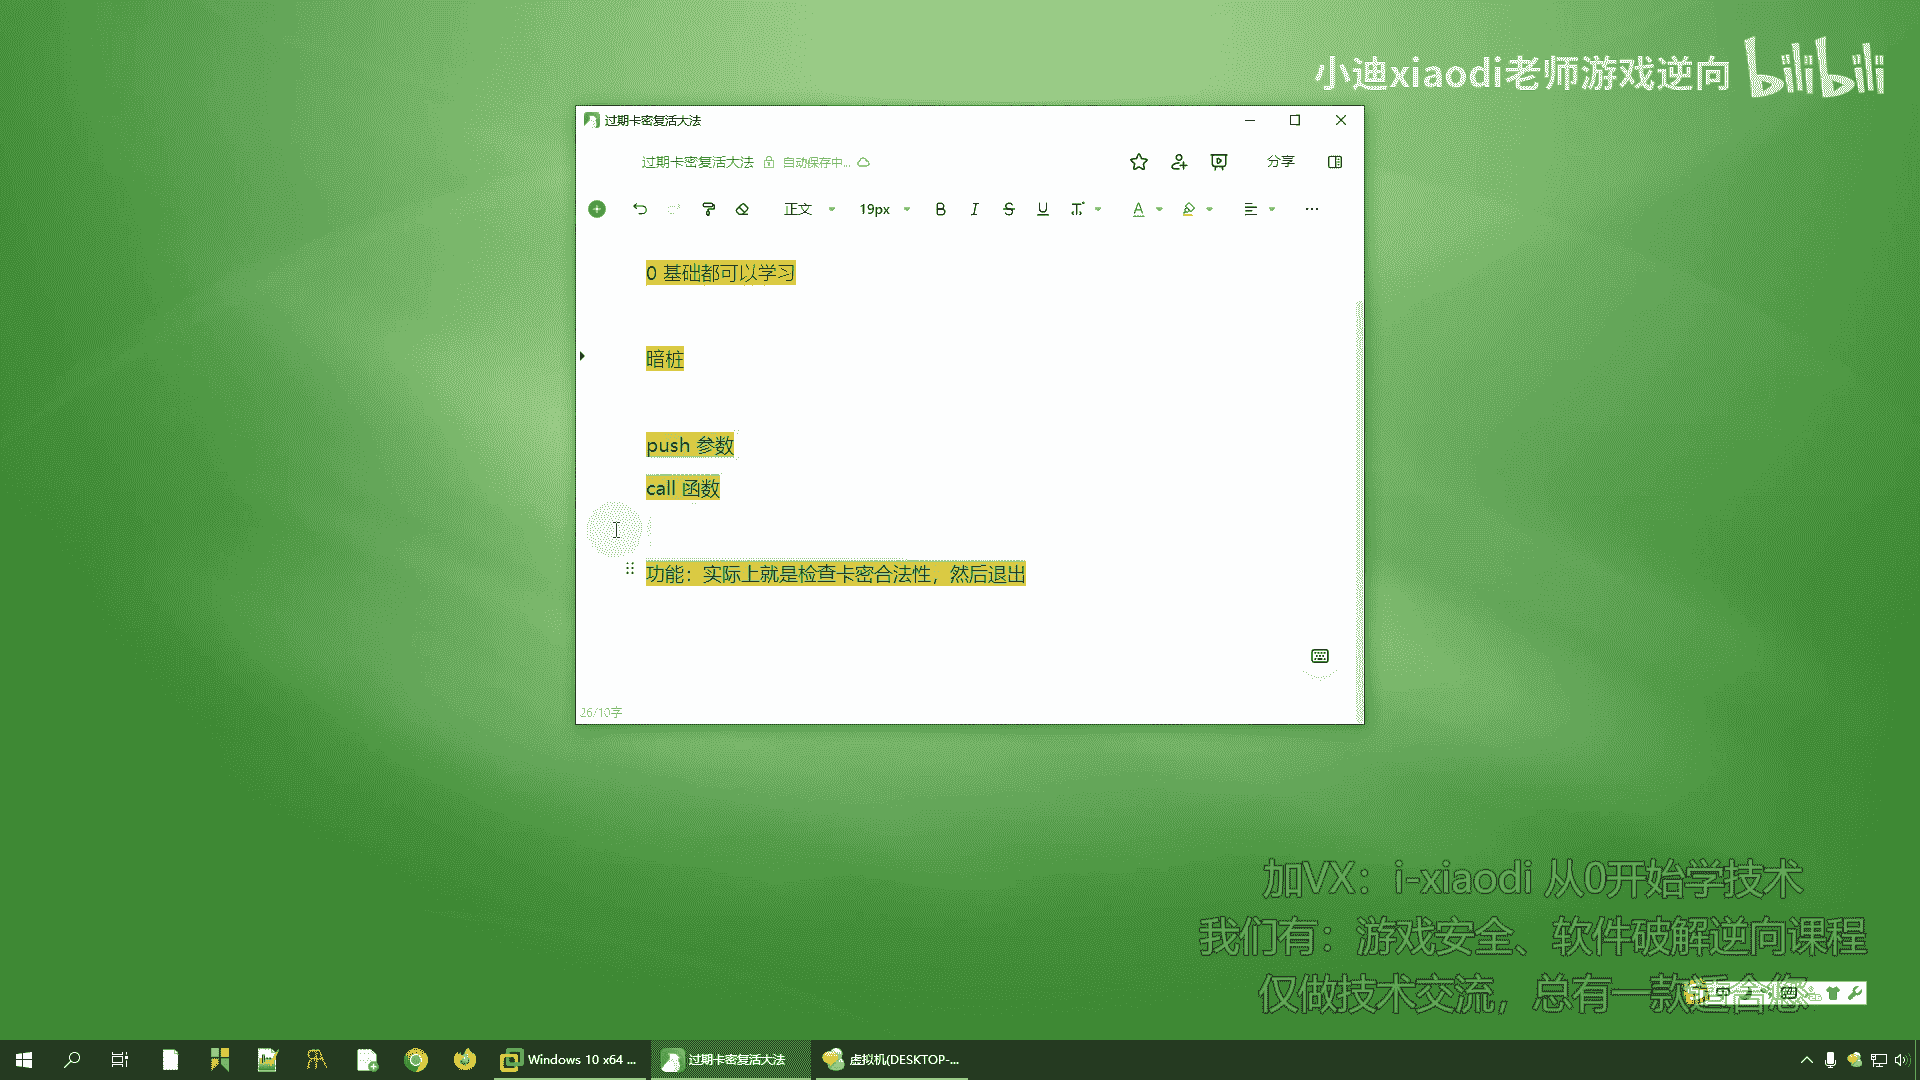 小迪xiaodi老师游戏逆向 bilibili
过期卡密复活大法
过期卡密复活大法 自动保存中... 分享
正文 19px B I S U T A
0 基础都可以学习
暗桩
push 参数
call 函数
功能：实际上就是检查卡密合法性，然后退出
26/10字
加VX：i-xiaodi 从0开始学技术
我们有：游戏安全、软件破解逆向课程
仅做技术交流，总有一款适合您
Windows 10 x64 ... 过期卡密复活大法 虚拟机(DESKTOP-...